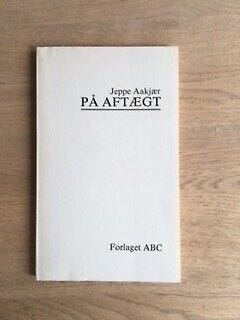 Jeppe Aakjær
PÅ AFTÆGT
Forlaget ABC